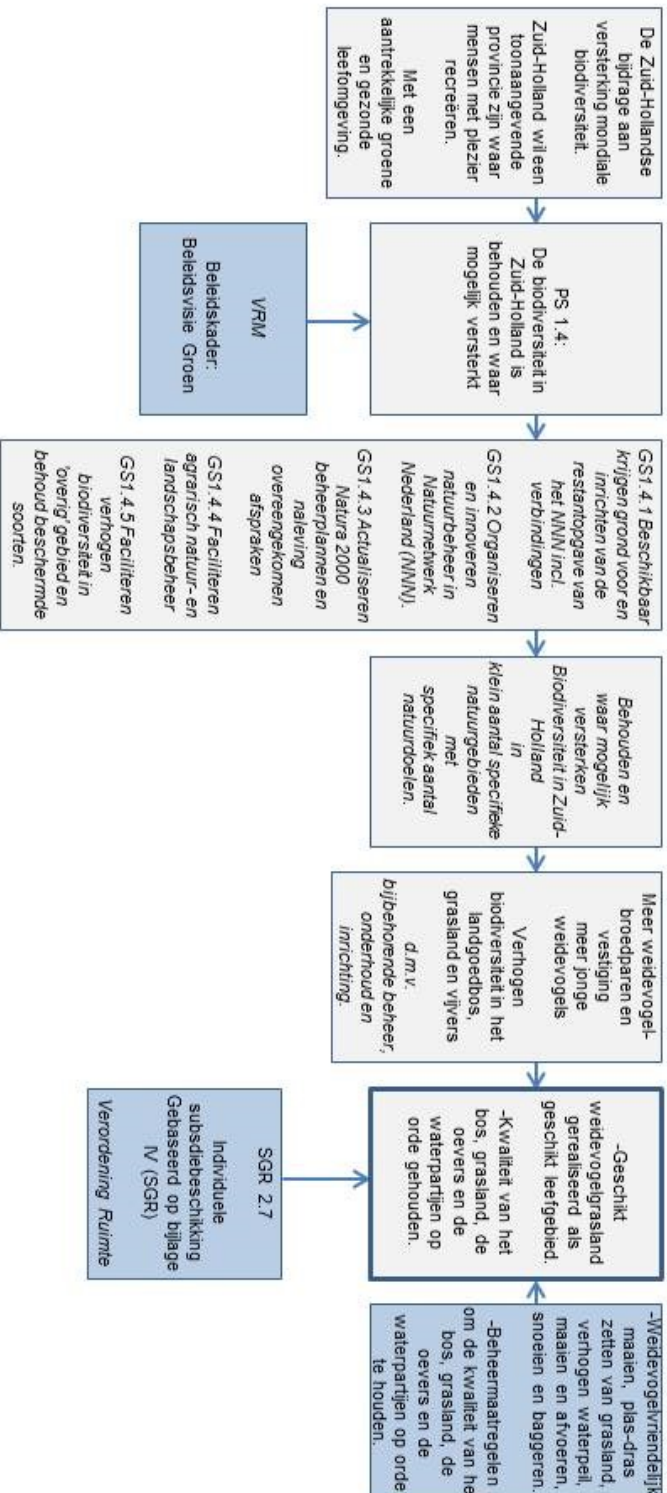 De Zuid-Hollandse
bijdrage aan
versterking mondiale
biodiversiteit.
Zuid-Holland wil een
toonaangevende
provincie zijn waar
mensen met plezier
recreëren.
Met een
aantrekkelijke groene
en gezonde
leefomgeving.
PS 1.4:
De biodiversiteit in
Zuid-Holland is
behouden en waar
mogelijk versterkt
VRM
Beleidskader:
Beleidsvisie Groen
GS1.4.1 Beschikbaar
krijgen grond voor en
inrichten van de
restantopgave van
het NNN incl.
verbindingen
GS1.4.2 Organiseren
en innoveren
natuurbeheer in
Natuurnetwerk
Nederland (NNN).
GS1.4.3 Actualiseren
Natura 2000
beheerplannen en
naleving
overeengekomen
afspraken
GS1.4.4 Faciliteren
agrarisch natuur- en
landschapsbeheer
GS1.4.5 Faciliteren
verhogen
biodiversiteit in
'overig' gebied en
behoud beschermde
soorten.
Behouden en
waar mogelijk
versterken
Biodiversiteit in Zuid-
Holland
in
klein aantal specifieke
natuurgebieden
met
specifiek aantal
natuurdoelen.
Meer weidevogel-
broedparen en
vestiging
meer jonge
weidevogels
Verhogen
biodiversiteit in het
landgoedbos,
grasland en vijvers
d.m.v.
bijbehorende beheer,
onderhoud en
inrichting.
-Geschikt
weidevogelgrasland
gerealiseerd als
geschikt leefgebied.
-Kwaliteit van het
bos, grasland, de
oevers en de
waterpartijen op
orde gehouden.
SGR 2.7
Individuele
subsdiebeschikking
Gebaseerd op bijlage
IV (SGR)
Verordening Ruimte
-Weidevogelvriendelijk
maaien, plas-dras
zetten van grasland,
verhogen waterpeil,
maaien en afvoeren,
snoeien en baggeren.
-Beheermaatregelen
om de kwaliteit van he
bos, grasland, de
oevers en de
waterpartijen op orde
te houden.